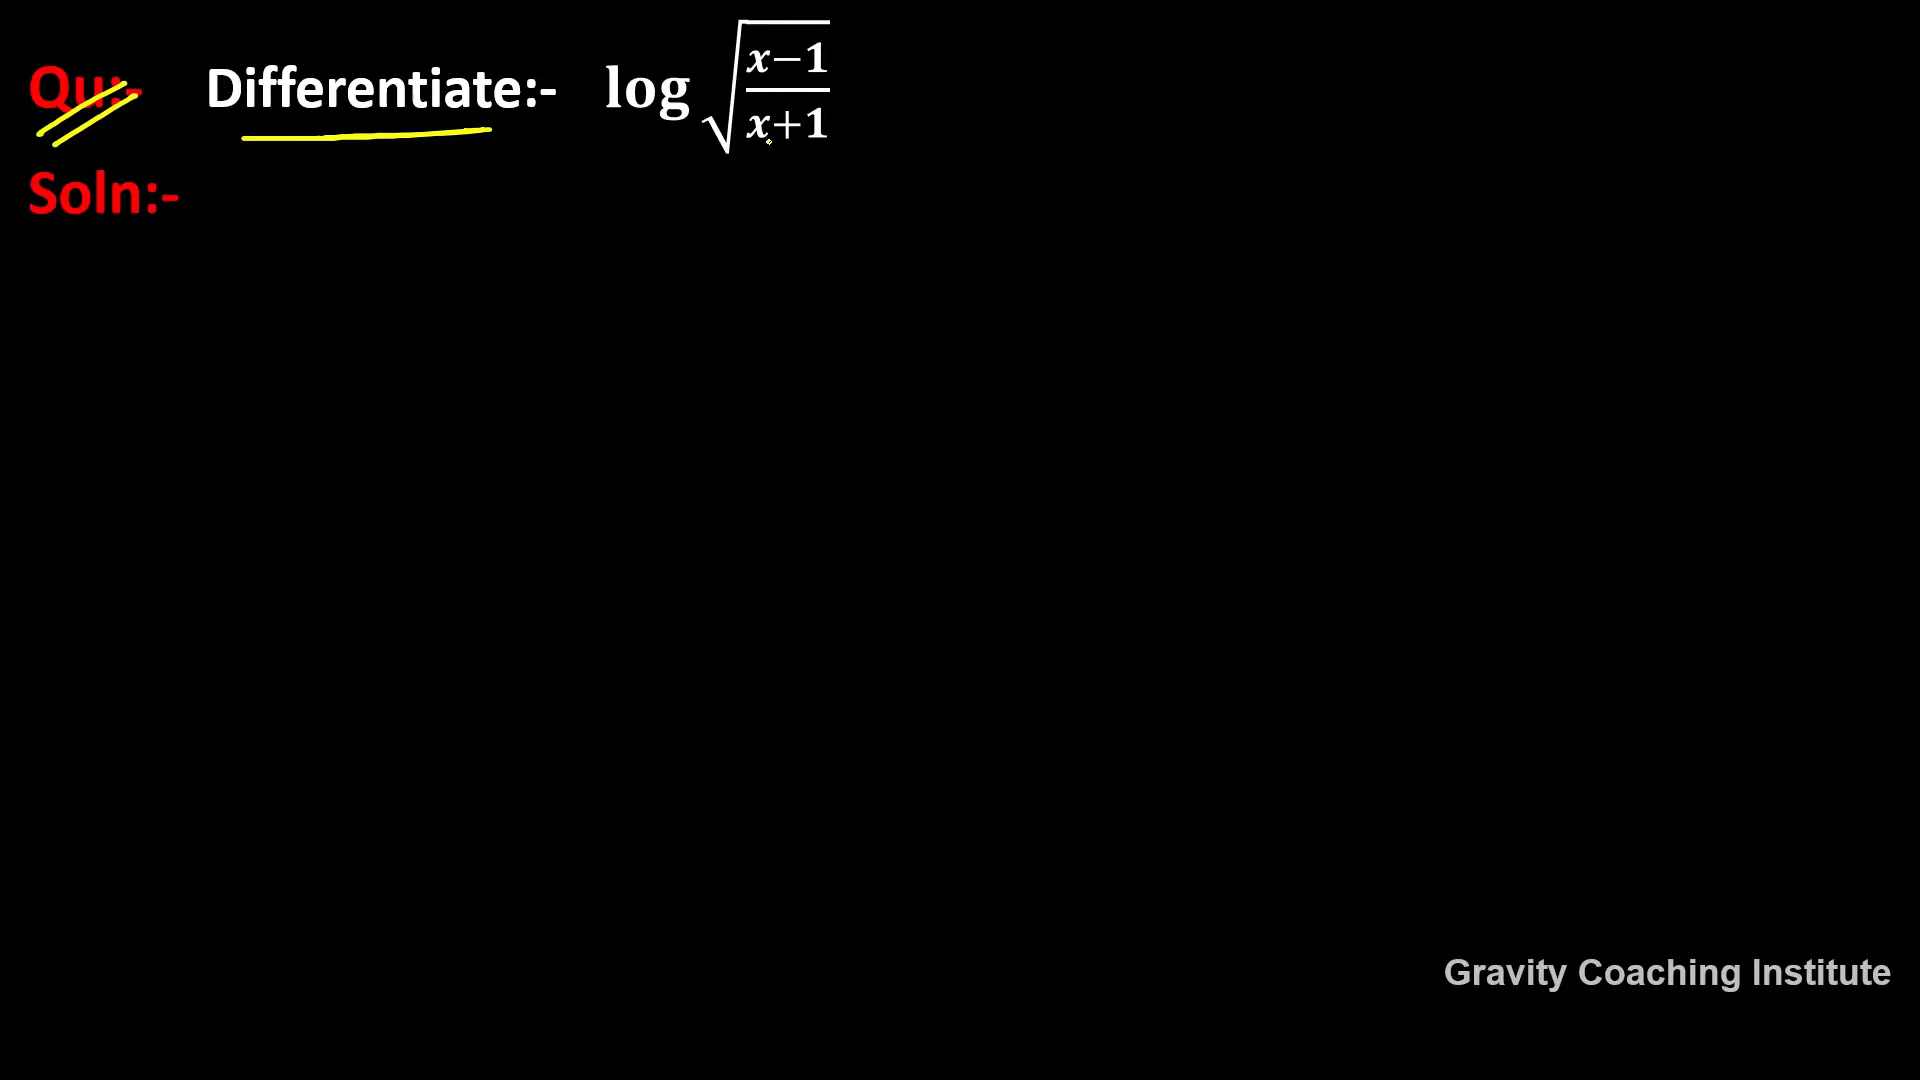 Qu:- Differentiate:- log √((x−1)/(x+1))
Soln:-
Gravity Coaching Institute